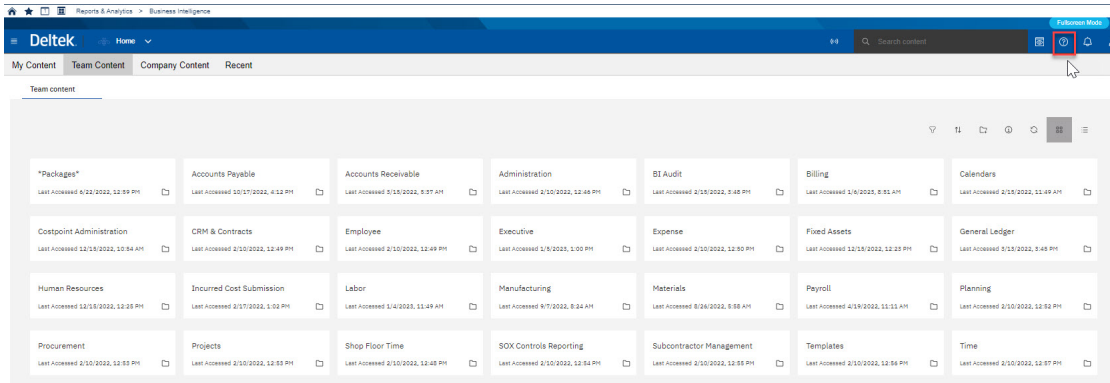 Reports & Analytics > Business Intelligence
Fullscreen Mode
Deltek Home Search content
My Content Team Content Company Content Recent
Team content
*Packages* Accounts Payable Accounts Receivable Administration BI Audit Billing Calendars
Last Accessed 6/22/2022, 12:59 PM Last Accessed 10/17/2022, 4:12 PM Last Accessed 3/15/2022, 5:37 AM Last Accessed 2/10/2022, 12:46 PM Last Accessed 2/15/2022, 3:48 PM Last Accessed 1/6/2023, 8:51 AM Last Accessed 2/15/2022, 11:49 AM
Costpoint Administration CRM & Contracts Employee Executive Expense Fixed Assets General Ledger
Last Accessed 12/15/2022, 10:54 AM Last Accessed 2/10/2022, 12:49 PM Last Accessed 2/10/2022, 12:49 PM Last Accessed 1/5/2023, 1:00 PM Last Accessed 2/10/2022, 12:50 PM Last Accessed 12/15/2022, 12:23 PM Last Accessed 3/13/2022, 3:45 PM
Human Resources Incurred Cost Submission Labor Manufacturing Materials Payroll Planning
Last Accessed 12/15/2022, 12:25 PM Last Accessed 2/17/2022, 1:02 PM Last Accessed 1/4/2023, 11:49 AM Last Accessed 9/7/2022, 8:24 AM Last Accessed 8/26/2022, 5:58 AM Last Accessed 4/19/2022, 11:11 AM Last Accessed 2/10/2022, 12:52 PM
Procurement Projects Shop Floor Time SOX Controls Reporting Subcontractor Management Templates Time
Last Accessed 2/10/2022, 12:53 PM Last Accessed 2/10/2022, 12:53 PM Last Accessed 2/10/2022, 12:48 PM Last Accessed 2/10/2022, 12:54 PM Last Accessed 2/10/2022, 12:55 PM Last Accessed 2/10/2022, 12:56 PM Last Accessed 2/10/2022, 12:57 PM